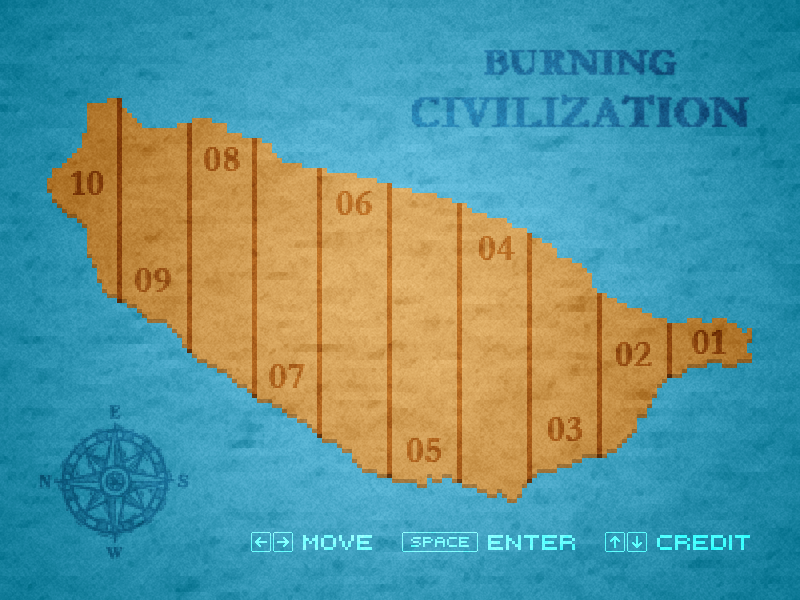 BURNING
CIVILIZATION
08
10
06
04
09
01
02
07
03
05
E
N S
W
←→ MOVE SPACE ENTER ↑↓ CREDIT